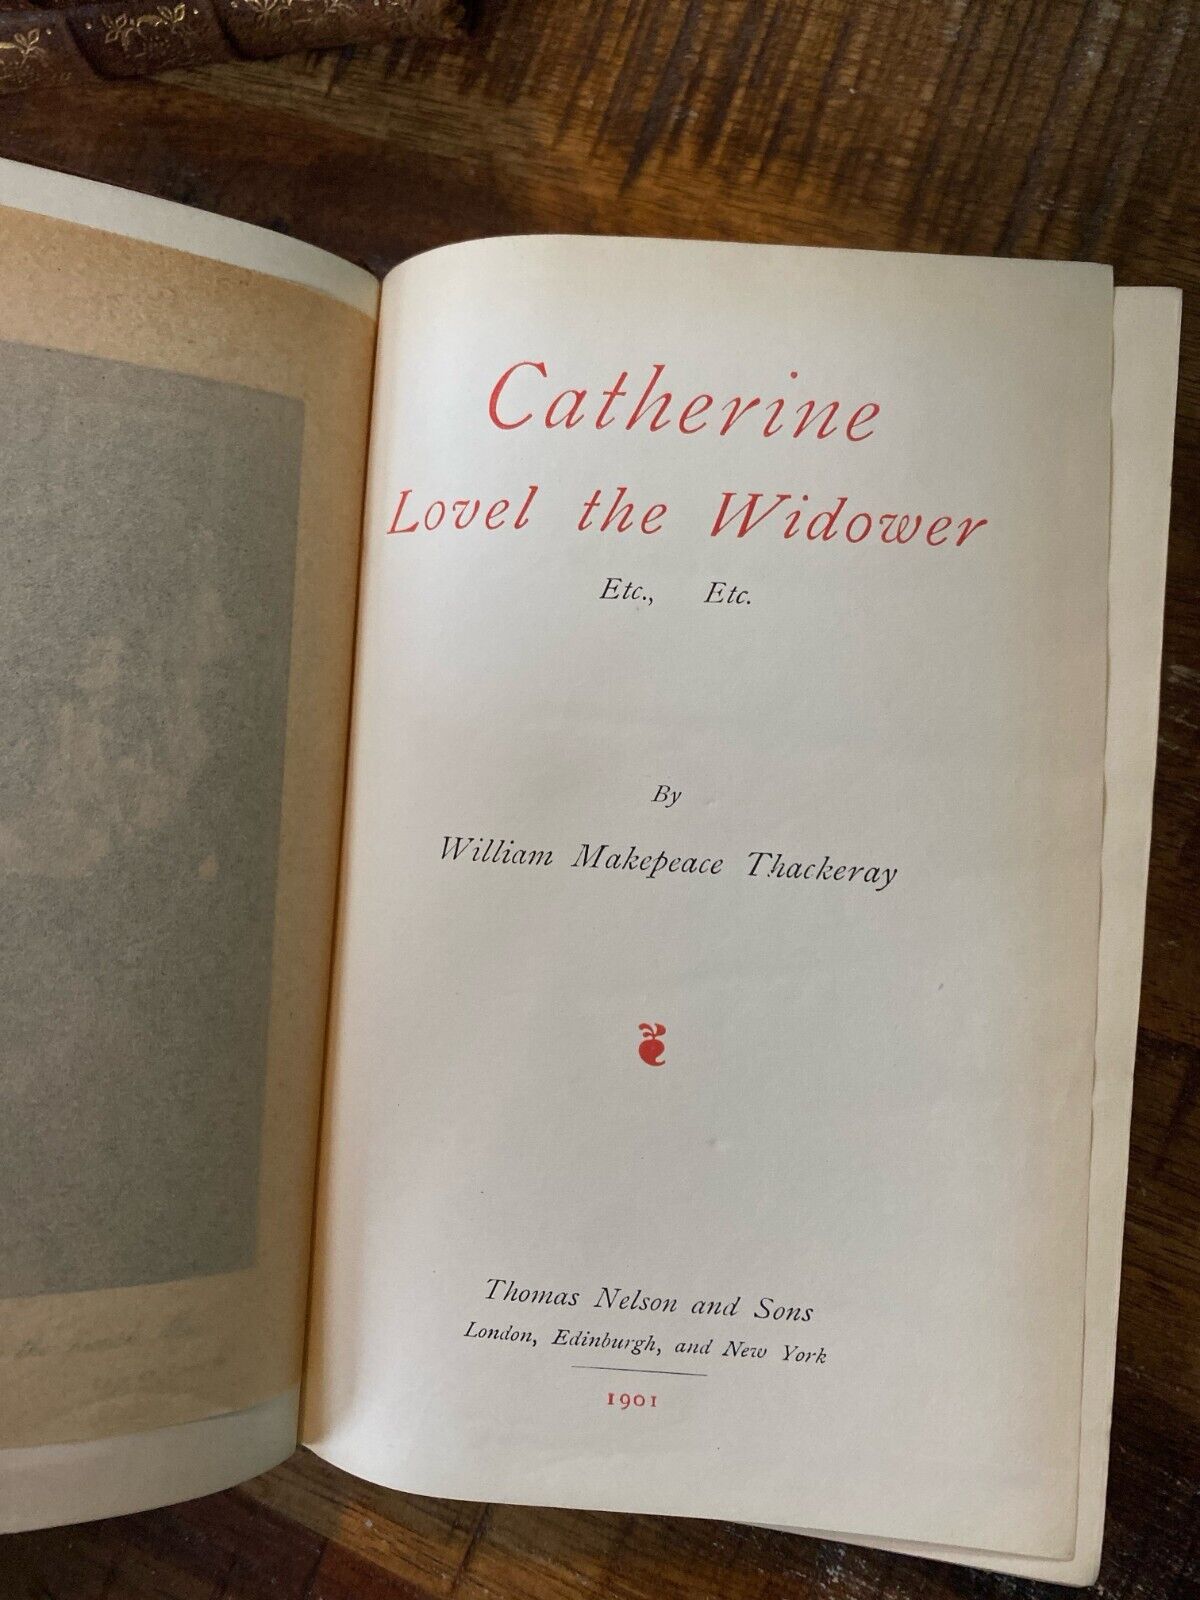 Catherine
Lovel the Widower
Etc., Etc.
By
William Makepeace Thackeray
Thomas Nelson and Sons
London, Edinburgh, and New York
1901